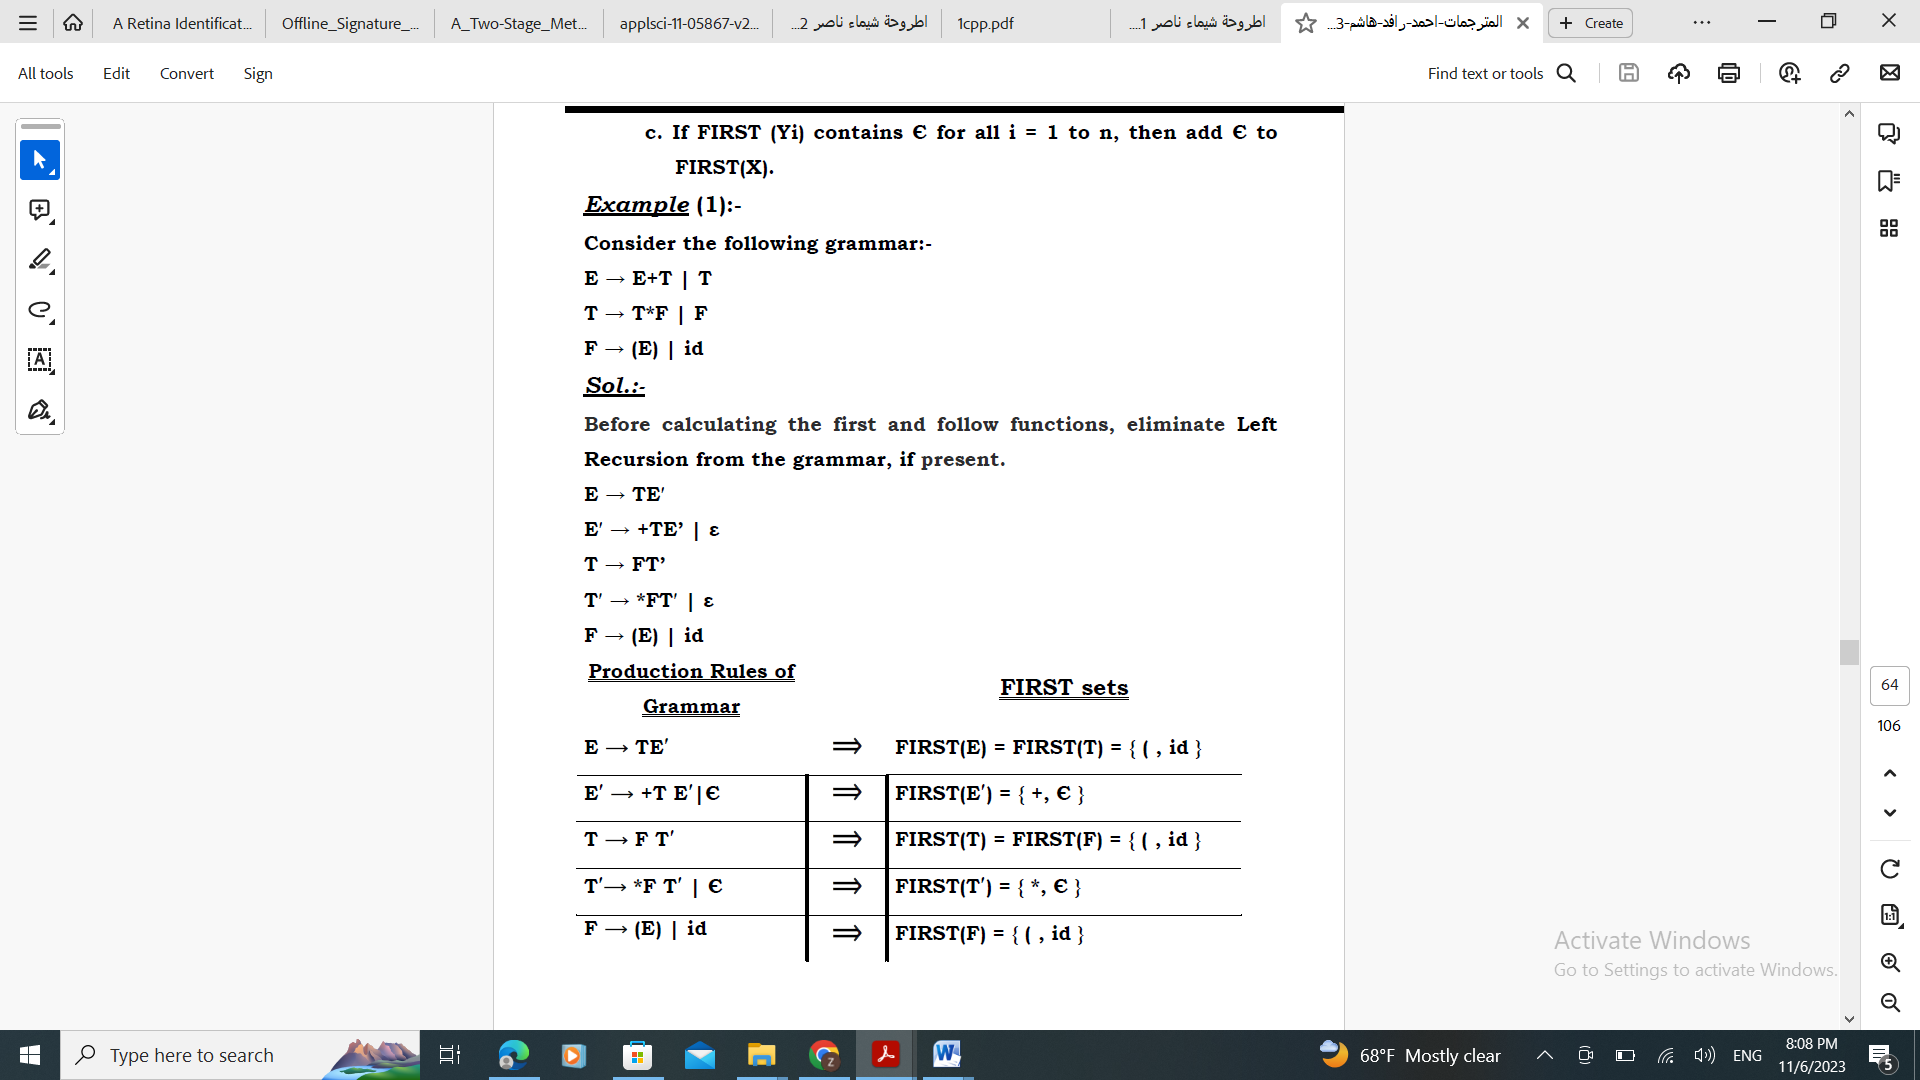 A Retina Identificat...
Offline_Signature_...
A_Two-Stage_Met...
applsci-11-05867-v2...
اطروحة شيماء ناصر 2...
1cpp.pdf
اطروحة شيماء ناصر 1....
المترجمات-احمد-رافد-هاشم-3...
Create
All tools
Edit
Convert
Sign
Find text or tools
c. If FIRST (Yi) contains Є for all i = 1 to n, then add Є to
FIRST(X).
Example (1):-
Consider the following grammar:-
E → E+T | T
T → T*F | F
F → (E) | id
Sol.:-
Before calculating the first and follow functions, eliminate Left
Recursion from the grammar, if present.
E → TE′
E′ → +TE’ | ε
T → FT’
T′ → *FT′ | ε
F → (E) | id
Production Rules of
Grammar
FIRST sets
E → TE′ ⇒ FIRST(E) = FIRST(T) = { ( , id }
E′ → +T E′|Є ⇒ FIRST(E′) = { +, Є }
T → F T′ ⇒ FIRST(T) = FIRST(F) = { ( , id }
T′→ *F T′ | Є ⇒ FIRST(T′) = { *, Є }
F → (E) | id ⇒ FIRST(F) = { ( , id }
64
106
1:1
Activate Windows
Go to Settings to activate Windows.
Type here to search
68°F Mostly clear
ENG
8:08 PM
11/6/2023
5